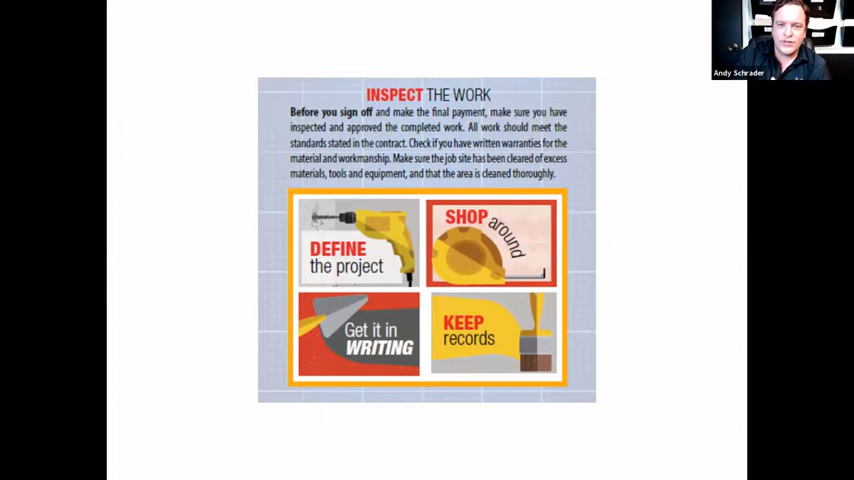 Andy Schrader
INSPECT THE WORK
Before you sign off and make the final payment, make sure you have
inspected and approved the completed work. All work should meet the
standards stated in the contract. Check if you have written warranties for the
material and workmanship. Make sure the job site has been cleared of excess
materials, tools and equipment, and that the area is cleaned thoroughly.
DEFINE
the project
SHOP around
Get it in
WRITING
KEEP
records